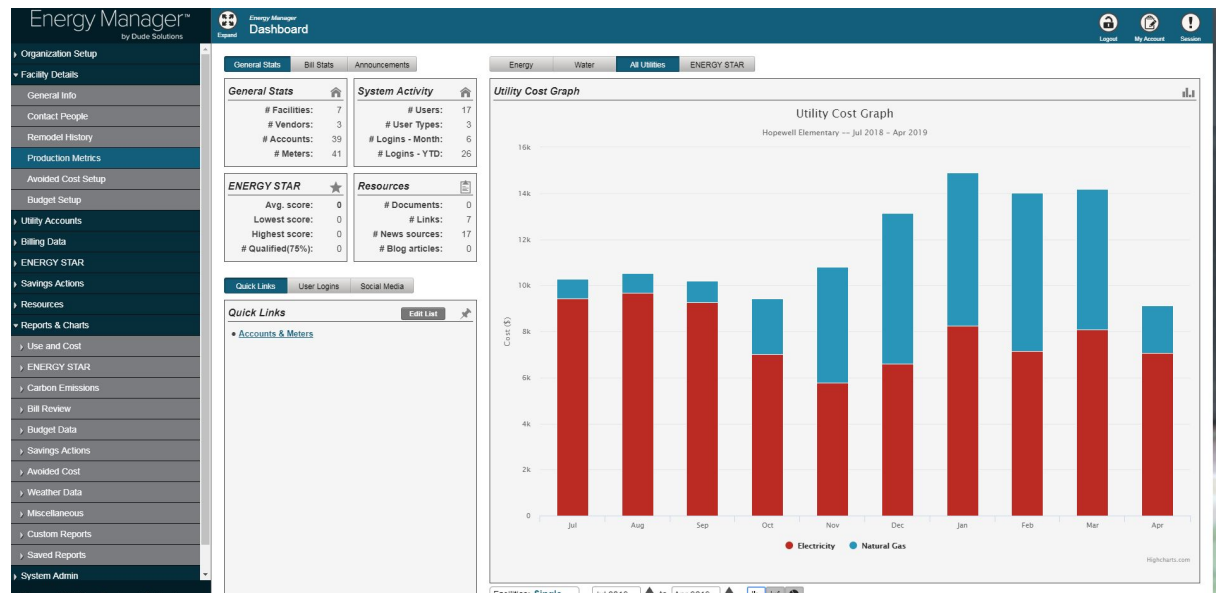 Energy Manager™
by Dude Solutions
Expand
Energy Manager
Dashboard
Logout
My Account
Session
Organization Setup
Facility Details
General Info
Contact People
Remodel History
Production Metrics
Avoided Cost Setup
Budget Setup
Utility Accounts
Billing Data
ENERGY STAR
Savings Actions
Resources
Reports & Charts
Use and Cost
ENERGY STAR
Carbon Emissions
Bill Review
Budget Data
Savings Actions
Avoided Cost
Weather Data
Miscellaneous
Custom Reports
Saved Reports
System Admin
General Stats Bill Stats Announcements
General Stats
# Facilities: 7
# Vendors: 3
# Accounts: 39
# Meters: 41
System Activity
# Users: 17
# User Types: 3
# Logins - Month: 6
# Logins - YTD: 26
ENERGY STAR
Avg. score: 0
Lowest score: 0
Highest score: 0
# Qualified(75%): 0
Resources
# Documents: 0
# Links: 7
# News sources: 17
# Blog articles: 0
Quick Links User Logins Social Media
Quick Links Edit List
• Accounts & Meters
Energy Water All Utilities ENERGY STAR
Utility Cost Graph
Utility Cost Graph
Hopewell Elementary -- Jul 2018 - Apr 2019
16k
14k
12k
10k
8k
6k
4k
2k
0
Cost ($)
Jul Aug Sep Oct Nov Dec Jan Feb Mar Apr
Electricity Natural Gas
Highcharts.com
Facilities: Single
to